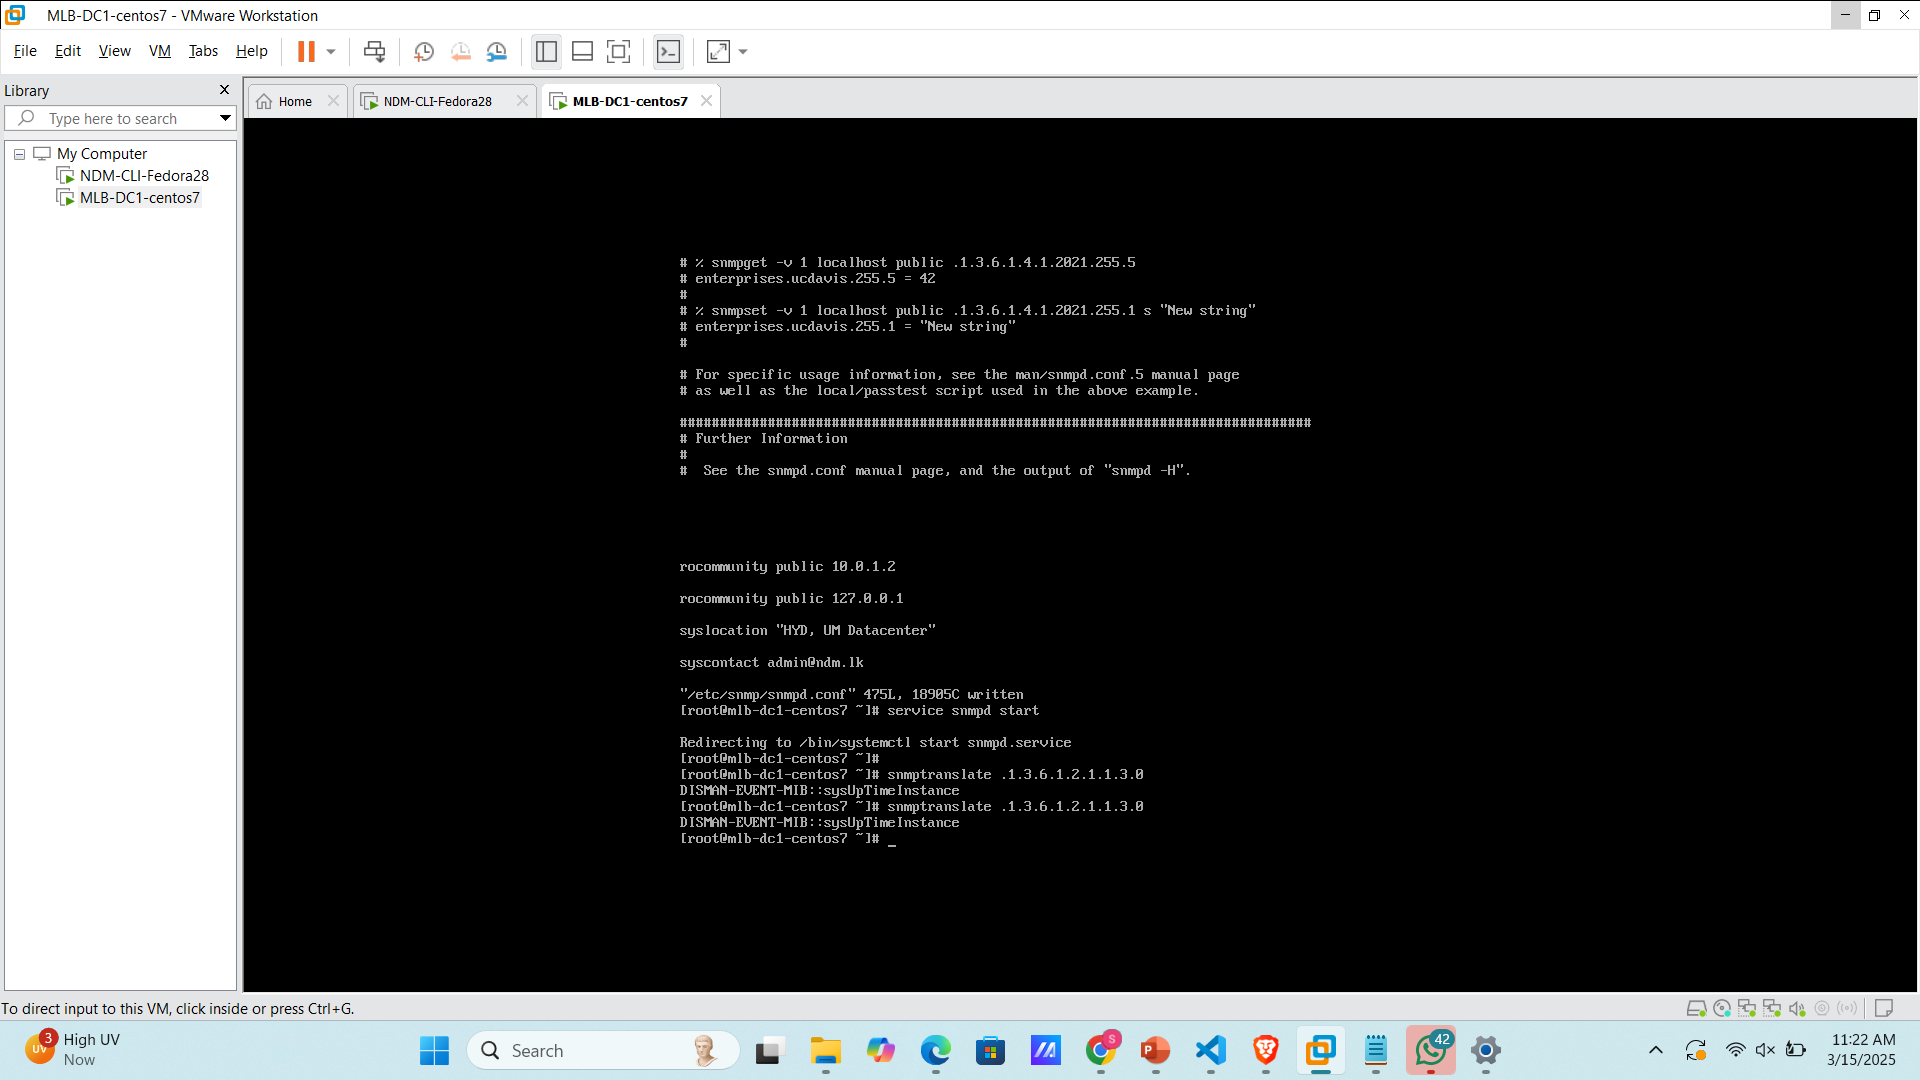 MLB-DC1-centos7 - VMware Workstation
File Edit View VM Tabs Help
Library
Type here to search
My Computer
NDM-CLI-Fedora28
MLB-DC1-centos7
Home
NDM-CLI-Fedora28
MLB-DC1-centos7
# % snmpget -v 1 localhost public .1.3.6.1.4.1.2021.255.5
# enterprises.ucdavis.255.5 = 42
#
# % snmpset -v 1 localhost public .1.3.6.1.4.1.2021.255.1 s "New string"
# enterprises.ucdavis.255.1 = "New string"
#
# For specific usage information, see the man/snmpd.conf.5 manual page
# as well as the local/passtest script used in the above example.
###############################################################################
# Further Information
#
#  See the snmpd.conf manual page, and the output of "snmpd -H".
rocommunity public 10.0.1.2
rocommunity public 127.0.0.1
syslocation "HYD, UM Datacenter"
syscontact admin@ndm.lk
"/etc/snmp/snmpd.conf" 475L, 18905C written
[root@mlb-dc1-centos7 ~]# service snmpd start
Redirecting to /bin/systemctl start snmpd.service
[root@mlb-dc1-centos7 ~]#
[root@mlb-dc1-centos7 ~]# snmptranslate .1.3.6.1.2.1.1.3.0
DISMAN-EVENT-MIB::sysUpTimeInstance
[root@mlb-dc1-centos7 ~]# snmptranslate .1.3.6.1.2.1.1.3.0
DISMAN-EVENT-MIB::sysUpTimeInstance
[root@mlb-dc1-centos7 ~]# _
To direct input to this VM, click inside or press Ctrl+G.
3
UV
High UV
Now
Search
S
P
42
11:22 AM
3/15/2025